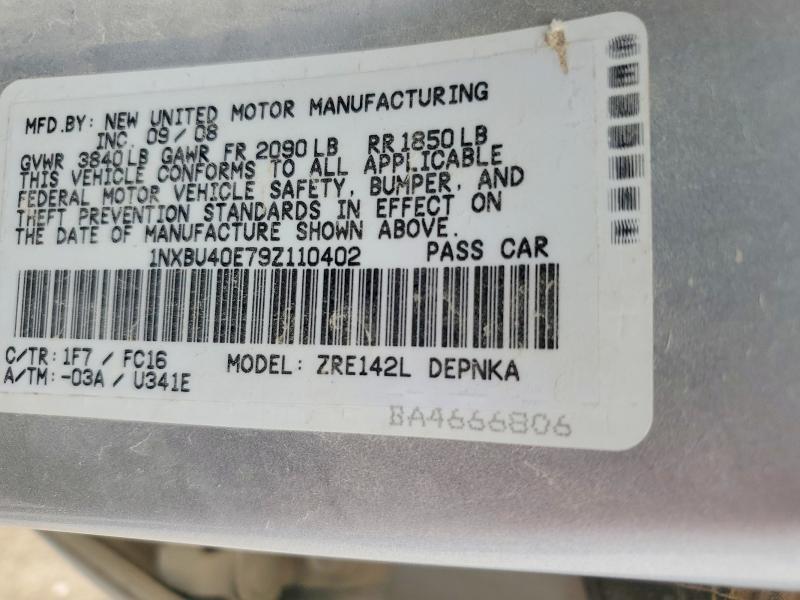 MFD.BY: NEW UNITED MOTOR MANUFACTURING
INC. 09/08
GVWR 3840LB GAWR FR 2090LB RR 1850LB
THIS VEHICLE CONFORMS TO ALL APPLICABLE
FEDERAL MOTOR VEHICLE SAFETY, BUMPER, AND
THEFT PREVENTION STANDARDS IN EFFECT ON
THE DATE OF MANUFACTURE SHOWN ABOVE.
1NXBU40E79Z110402 PASS CAR
C/TR: 1F7 / FC16 MODEL: ZRE142L DEPNKA
A/TM: -03A / U341E
BA4666806